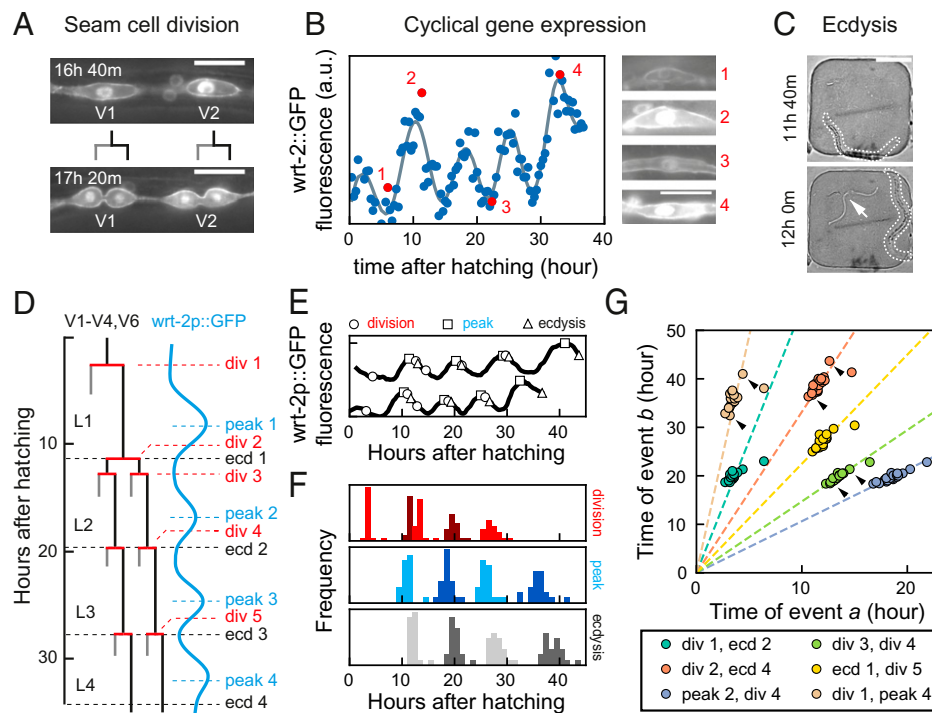 A Seam cell division
16h 40m
V1 V2
17h 20m
V1 V2
B Cyclical gene expression
wrt-2::GFP
fluorescence (a.u.)
1 2 3 4
0 10 20 30 40
time after hatching (hour)
1
2
3
4
C Ecdysis
11h 40m
12h 0m
D
V1-V4,V6 wrt-2p::GFP
Hours after hatching
10
20
30
L1
L2
L3
L4
div 1
peak 1
div 2
ecd 1
div 3
peak 2
div 4
ecd 2
peak 3
div 5
ecd 3
peak 4
ecd 4
E
division peak ecdysis
wrt-2p::GFP
fluorescence
0 10 20 30 40
Hours after hatching
F
Frequency
division
peak
ecdysis
0 10 20 30 40
Hours after hatching
G
Time of event b (hour)
50
40
30
20
10
0
0 10 20
Time of event a (hour)
div 1, ecd 2
div 2, ecd 4
peak 2, div 4
div 3, div 4
ecd 1, div 5
div 1, peak 4